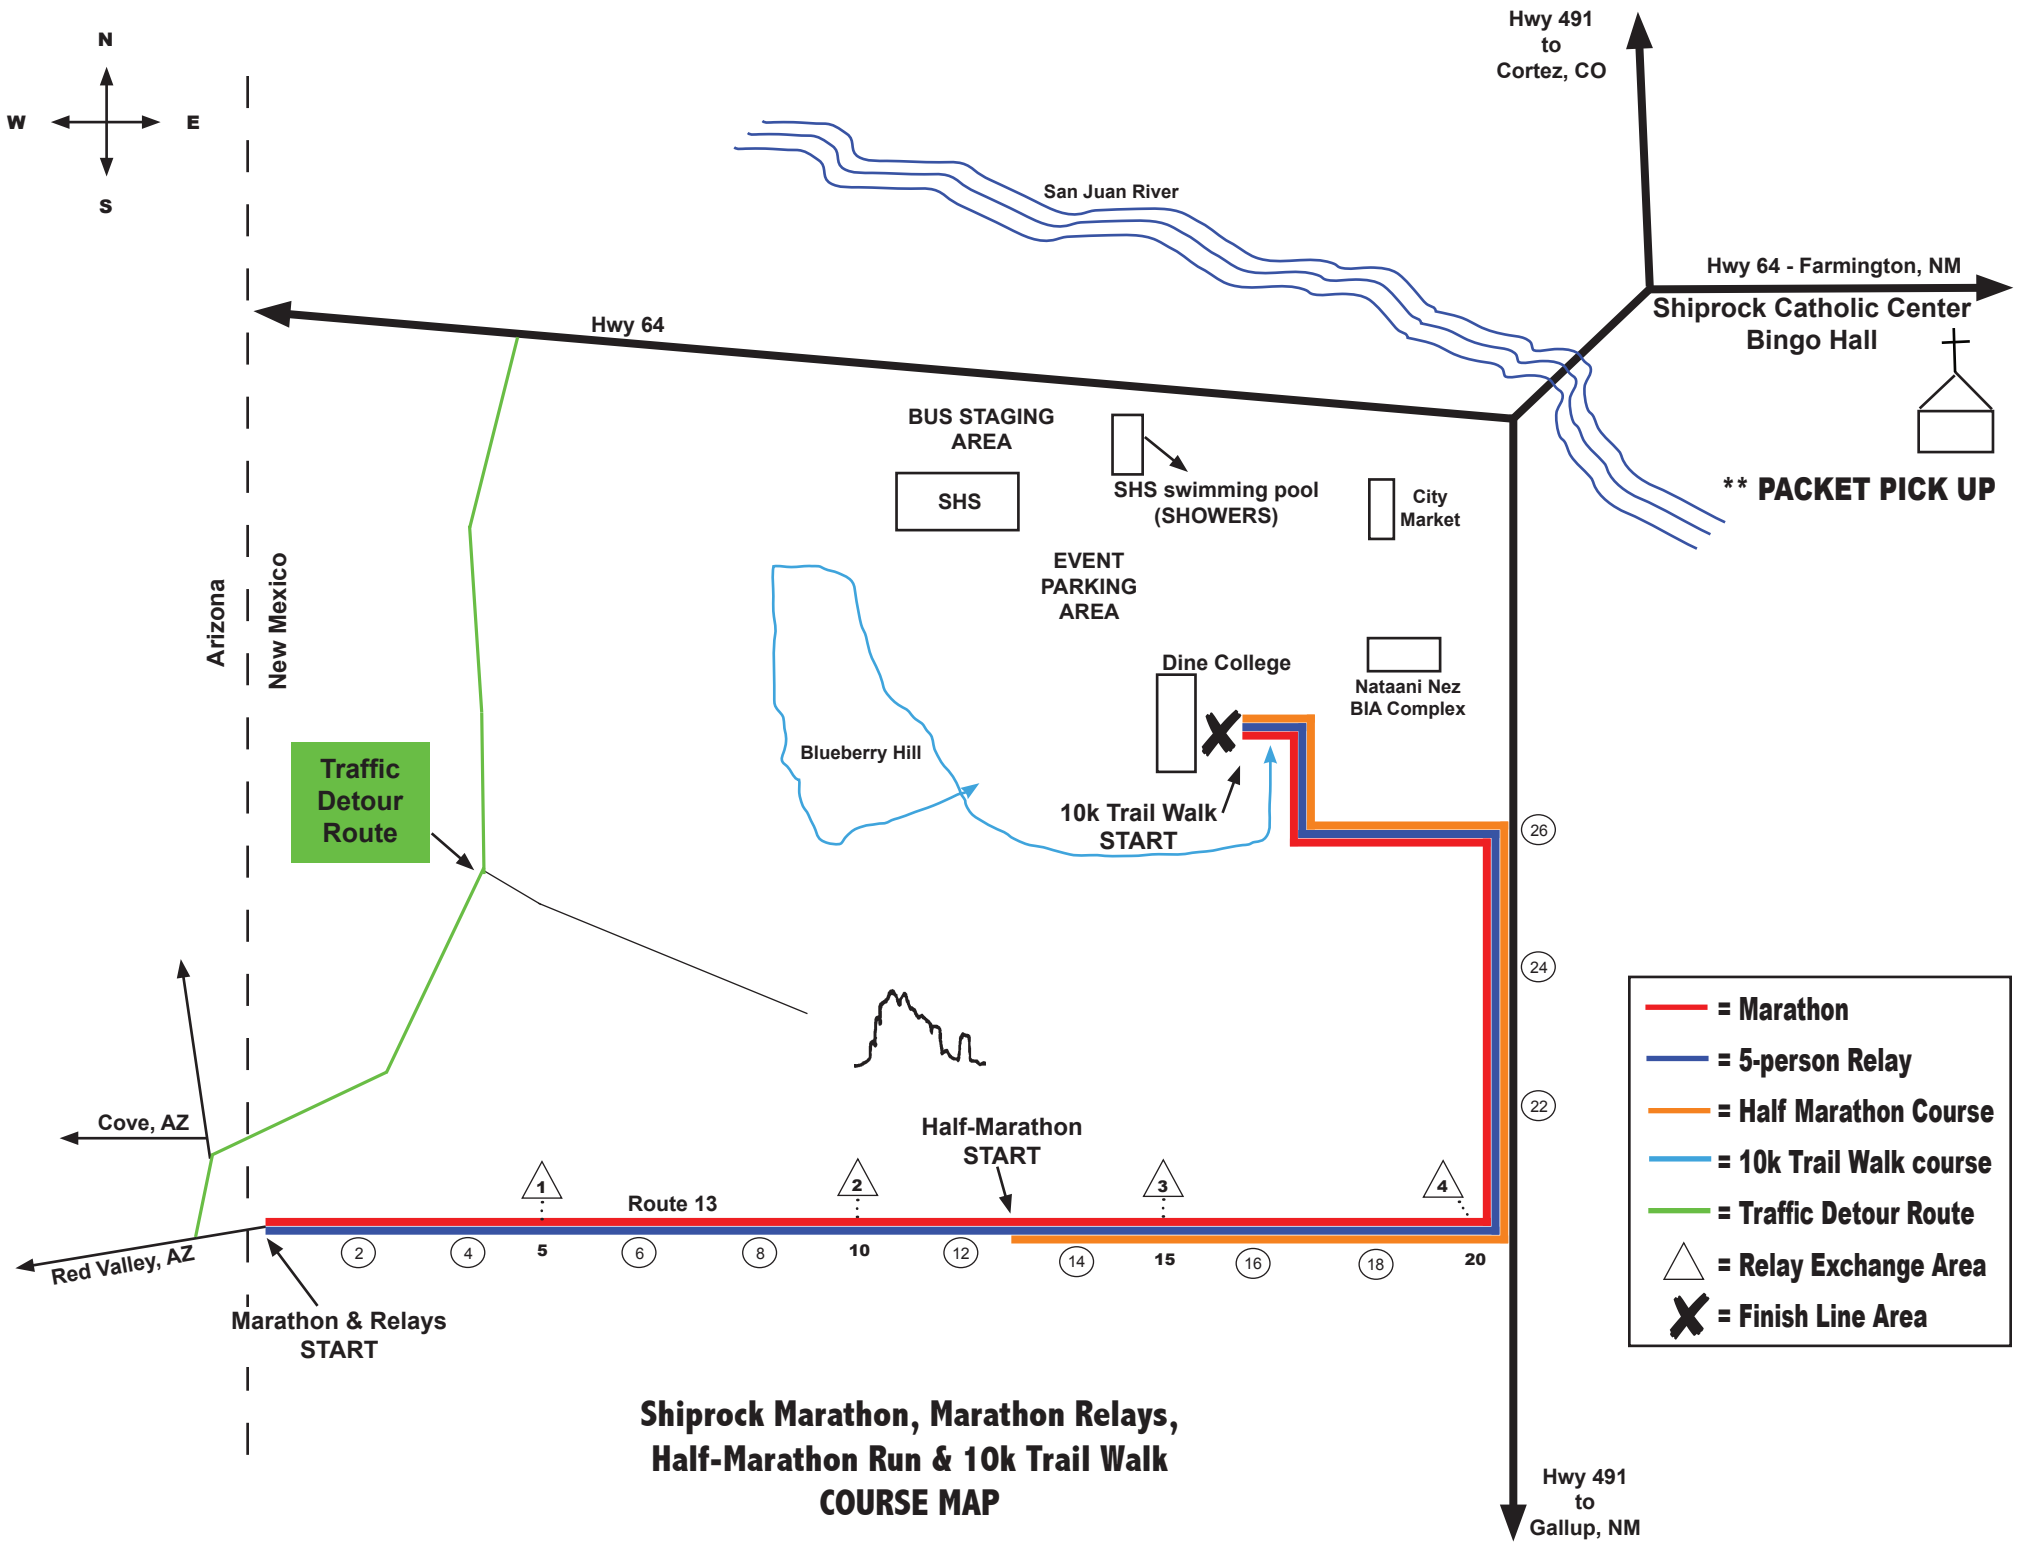 Hwy 491
to
Cortez, CO
N
W
E
S
San Juan River
Hwy 64 - Farmington, NM
Shiprock Catholic Center
Bingo Hall
** PACKET PICK UP
Hwy 64
BUS STAGING
AREA
SHS
SHS swimming pool
(SHOWERS)
City
Market
EVENT
PARKING
AREA
Arizona
New Mexico
Dine College
Nataani Nez
BIA Complex
Blueberry Hill
Traffic
Detour
Route
10k Trail Walk
START
26
24
22
Cove, AZ
Half-Marathon
START
1
2
3
4
Route 13
Red Valley, AZ
2
4
5
6
8
10
12
14
15
16
18
20
Marathon & Relays
START
= Marathon
= 5-person Relay
= Half Marathon Course
= 10k Trail Walk course
= Traffic Detour Route
= Relay Exchange Area
= Finish Line Area
Shiprock Marathon, Marathon Relays,
Half-Marathon Run & 10k Trail Walk
COURSE MAP
Hwy 491
to
Gallup, NM